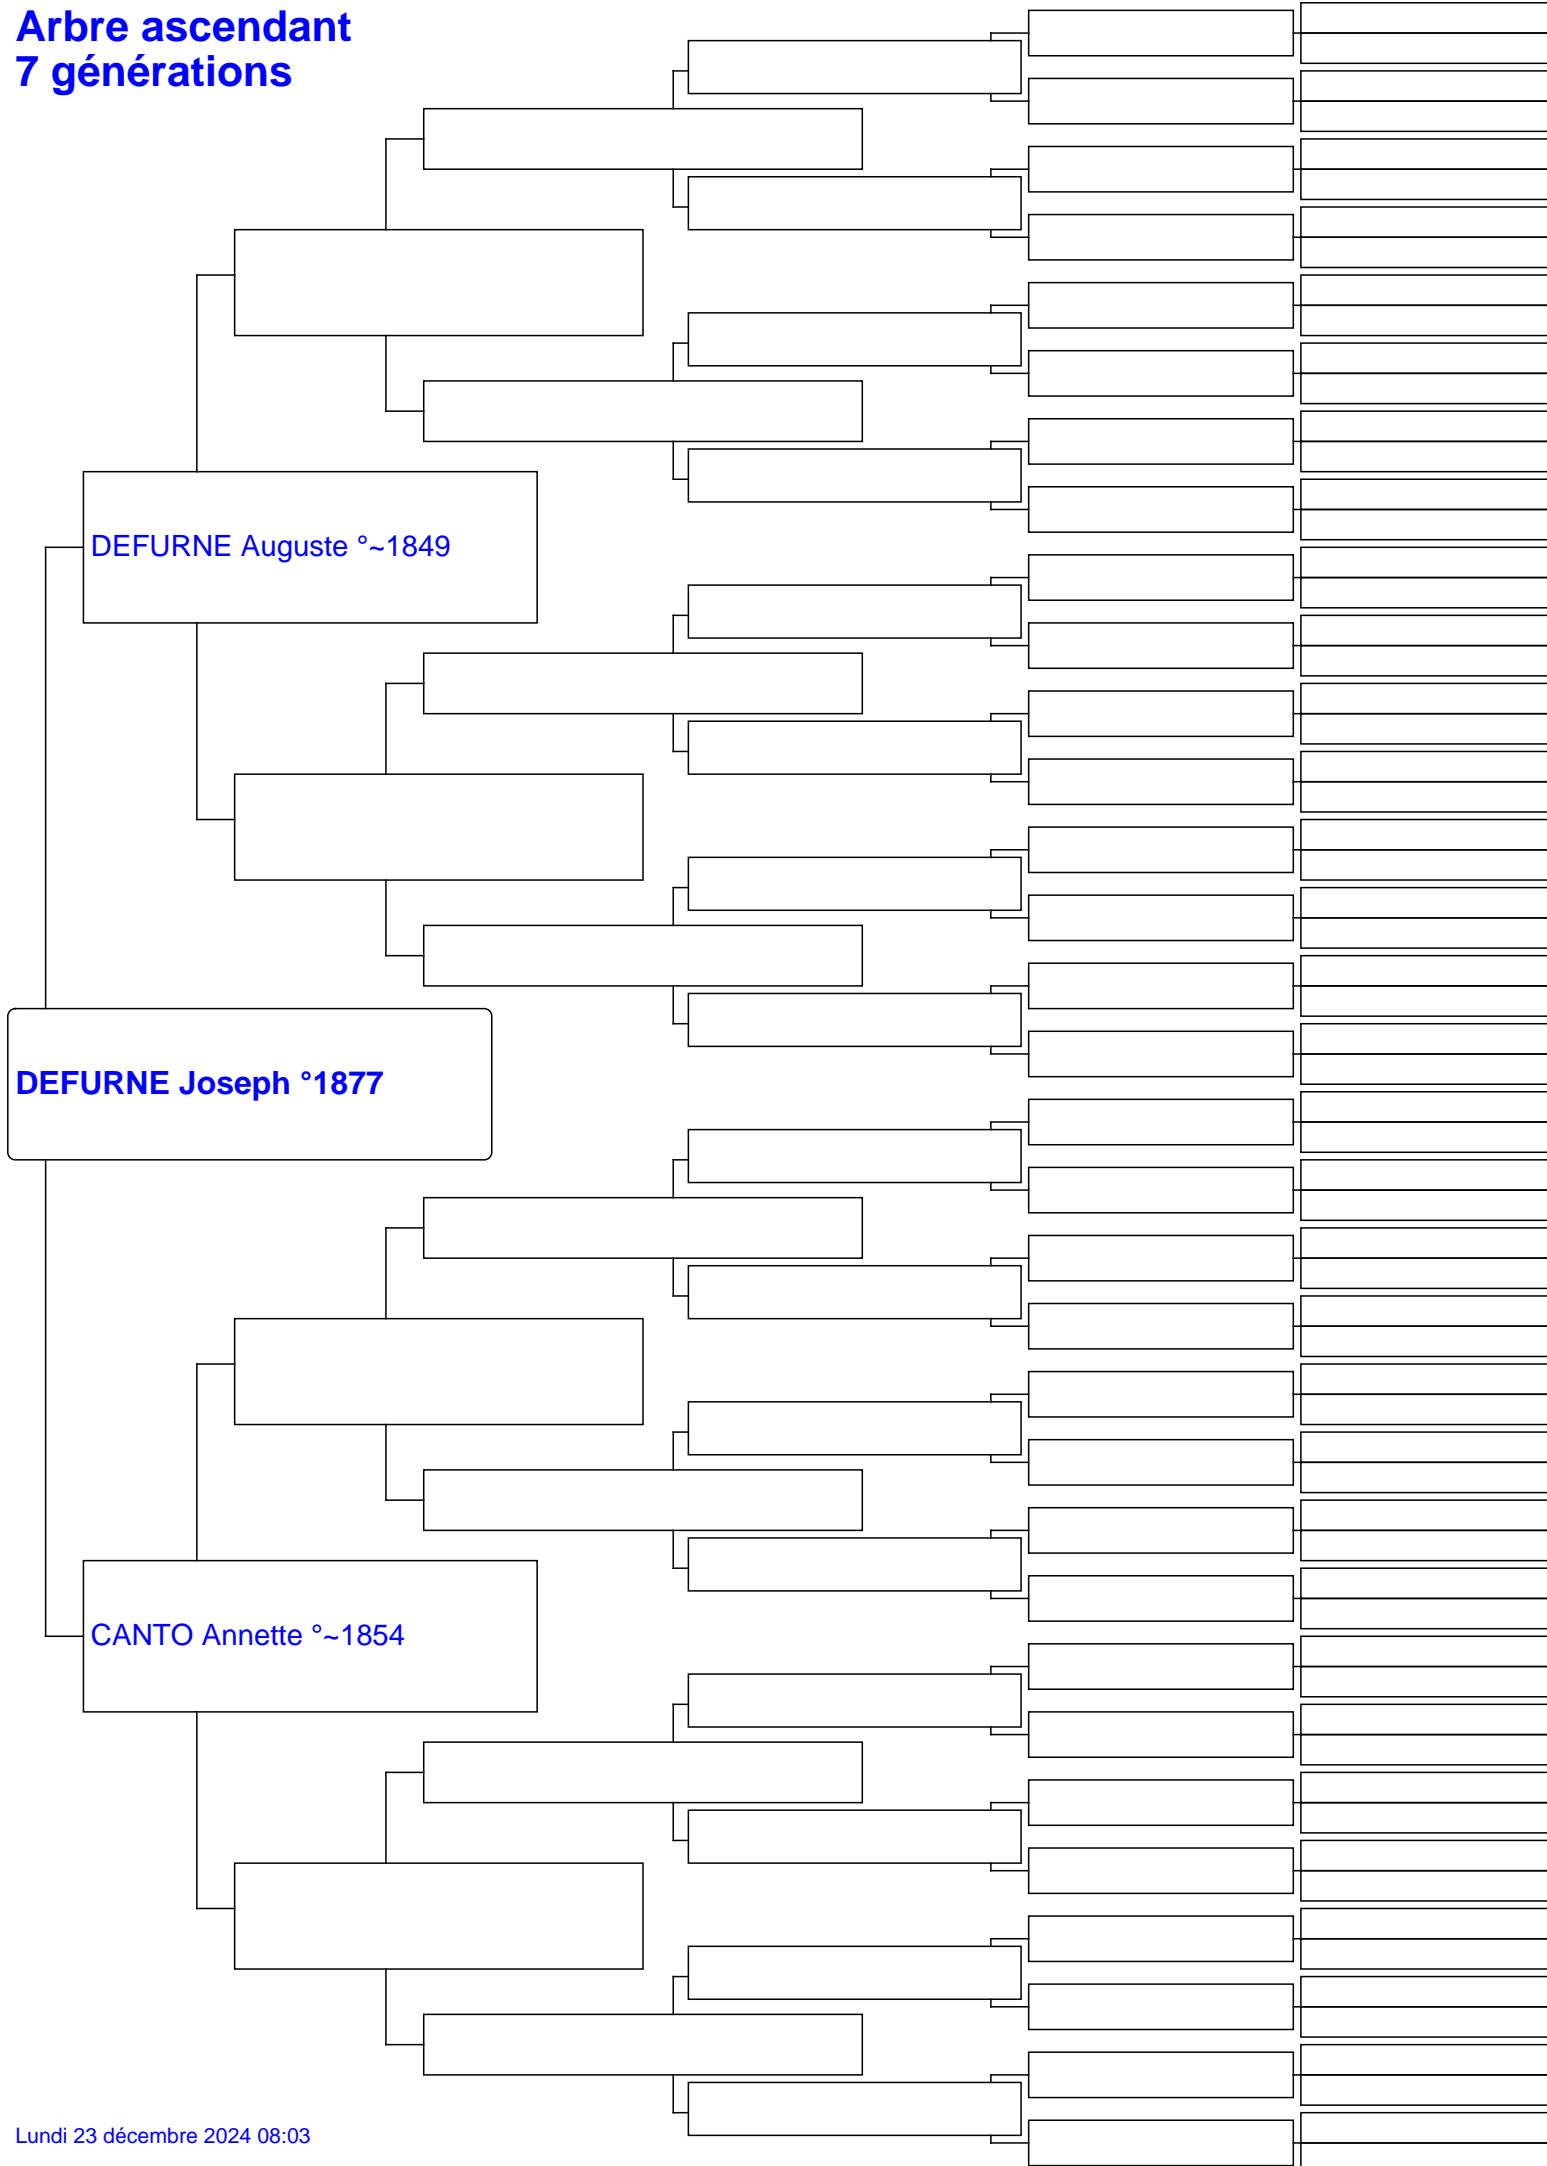 Arbre ascendant
7 générations
DEFURNE Auguste °~1849
DEFURNE Joseph °1877
CANTO Annette °~1854
Lundi 23 décembre 2024 08:03